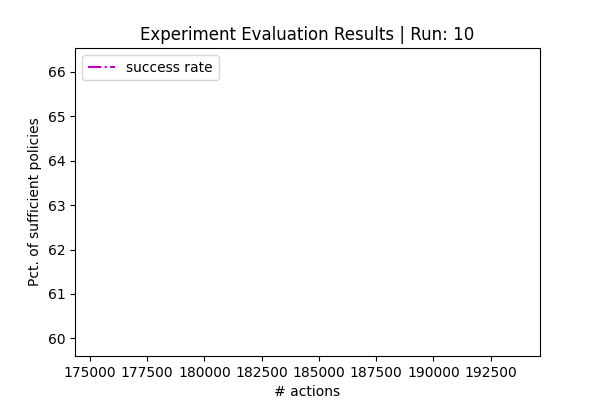 Experiment Evaluation Results | Run: 10
success rate
Pct. of sufficient policies
66
65
64
63
62
61
60
175000 177500 180000 182500 185000 187500 190000 192500
# actions